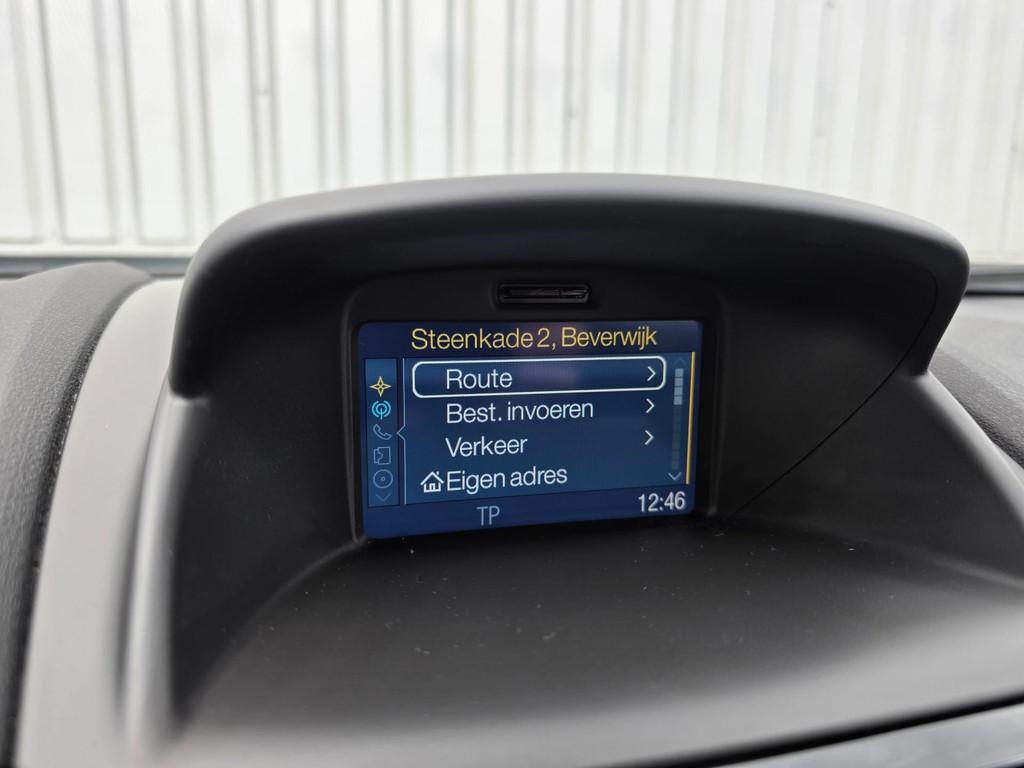 Steenkade 2, Beverwijk
Route
Best. invoeren
Verkeer
Eigen adres
TP
12:46